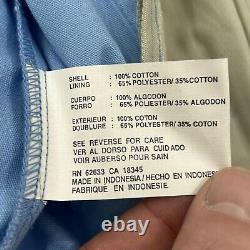 SHELL : 100% COTTON
LINING : 65% POLYESTER/35% COTTON
CUERPO : 100% ALGODON
FORRO : 65% POLIESTER/35% ALGODON
EXTERIEUR : 100% COTON
DOUBLURE : 65% POLYESTER/35% COTON
SEE REVERSE FOR CARE
VER AL DORSO PARA CUIDADO
VOIR AUBERSO POUR SAIN
RN 62633 CA 18345
MADE IN INDONESIA/HECHO EN INDONESI
FABRIQUE EN INDONESIE